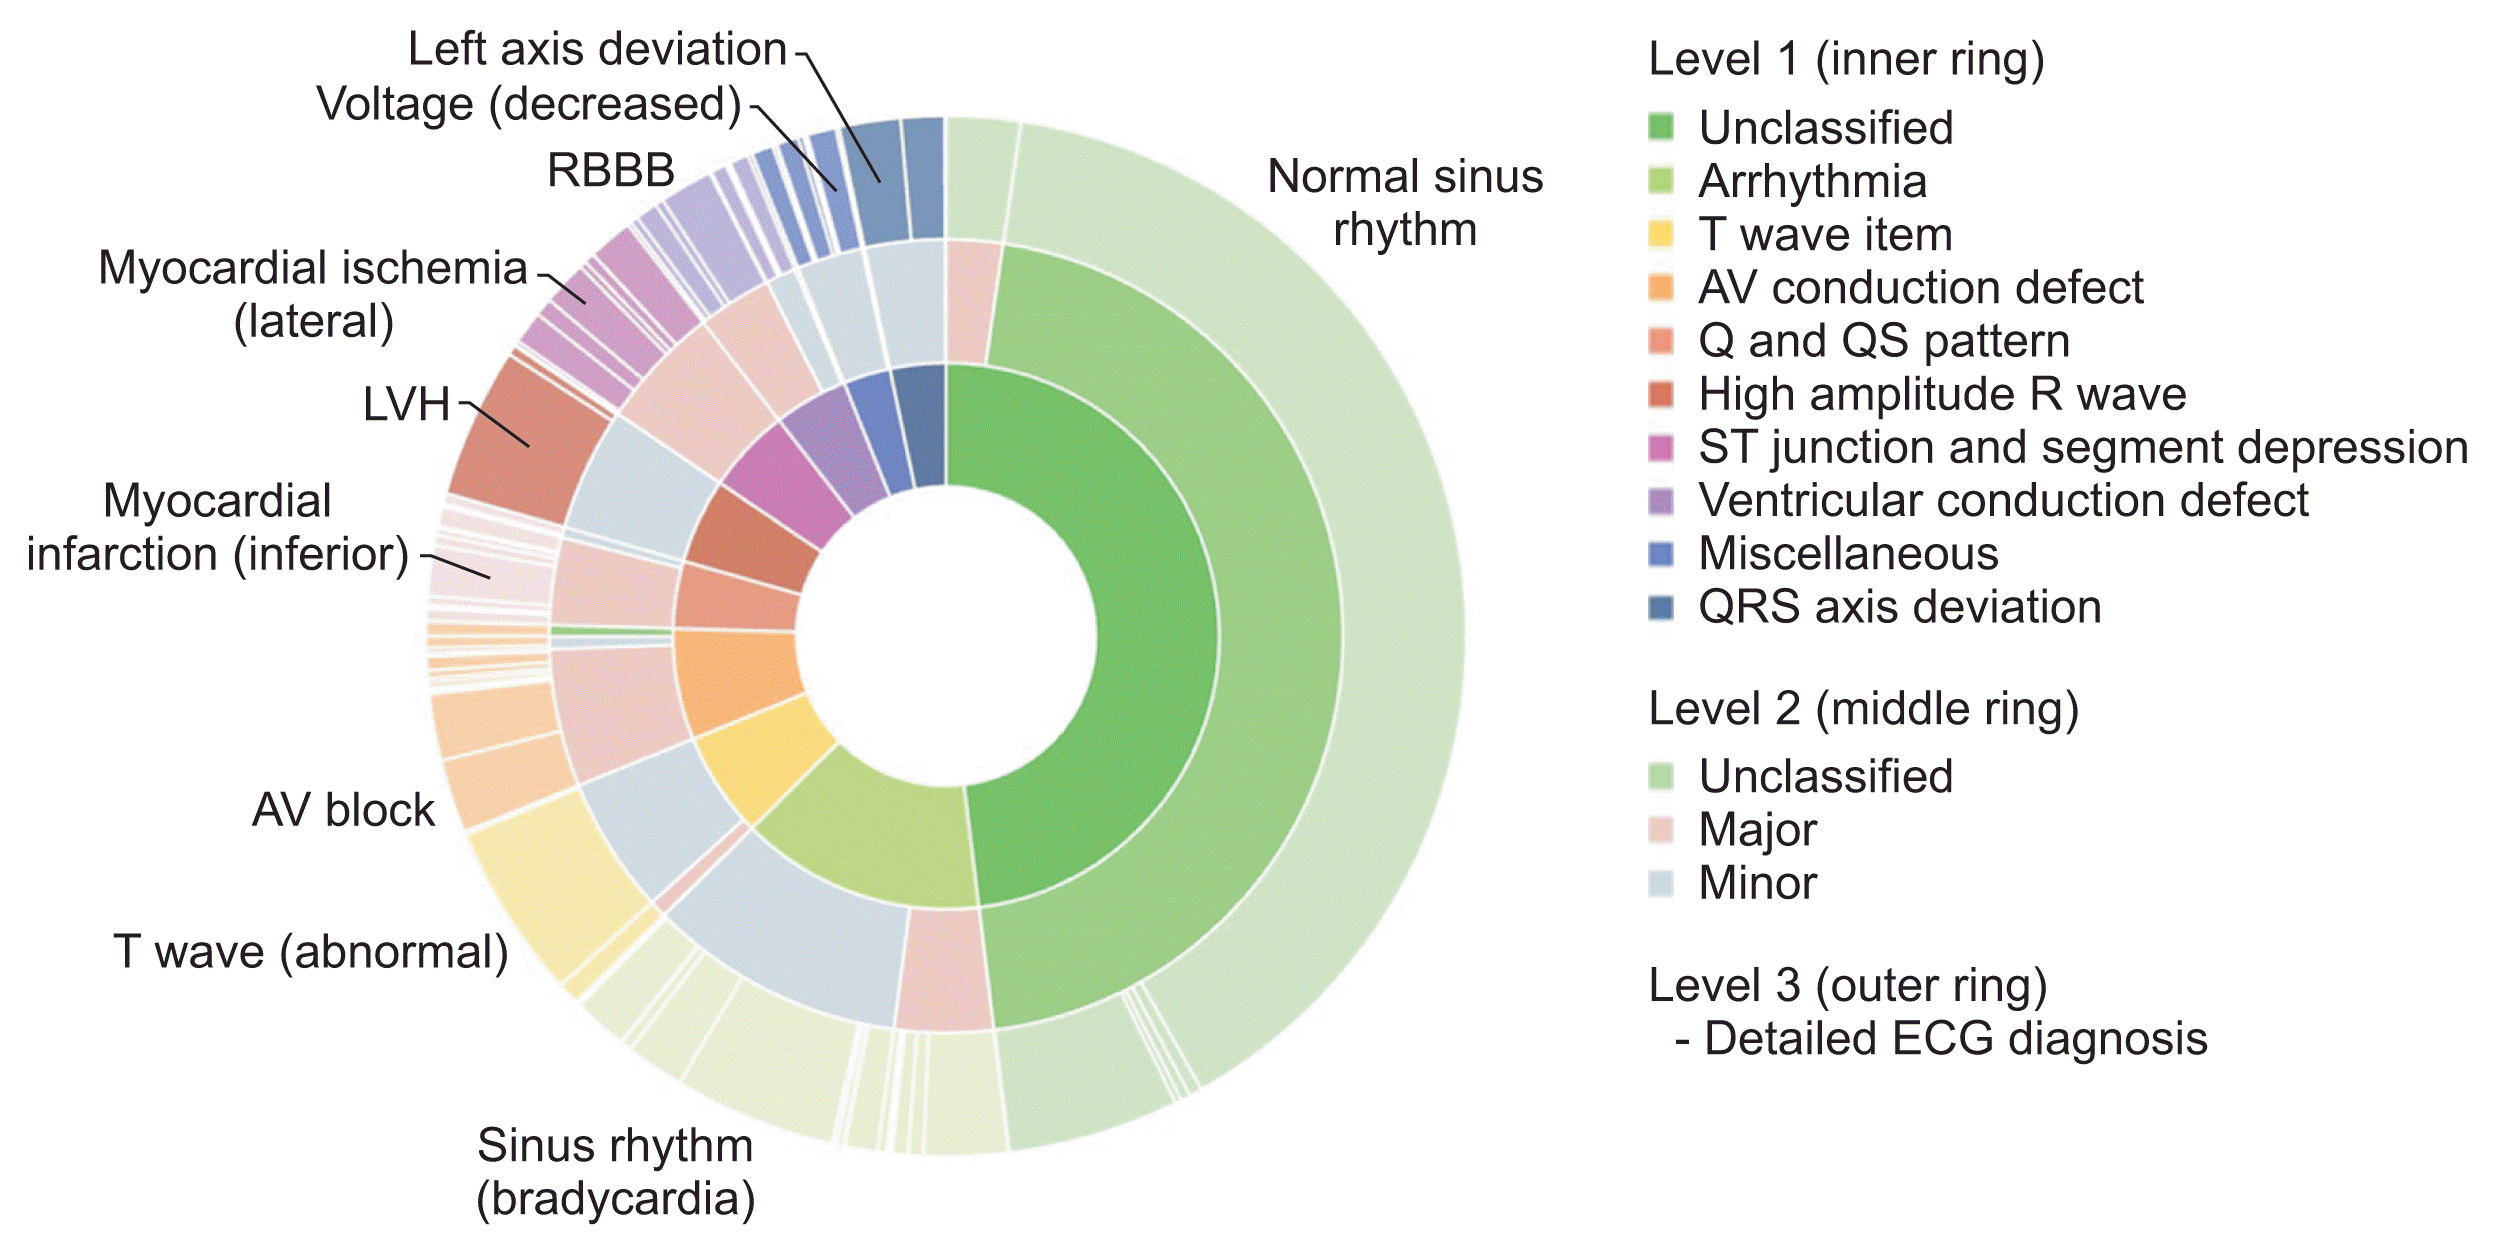 Left axis deviation
Voltage (decreased)
RBBB
Myocardial ischemia
(lateral)
LVH
Myocardial
infarction (inferior)
AV block
T wave (abnormal)
Sinus rhythm
(bradycardia)
Normal sinus
rhythm
Level 1 (inner ring)
Unclassified
Arrhythmia
T wave item
AV conduction defect
Q and QS pattern
High amplitude R wave
ST junction and segment depression
Ventricular conduction defect
Miscellaneous
QRS axis deviation
Level 2 (middle ring)
Unclassified
Major
Minor
Level 3 (outer ring)
- Detailed ECG diagnosis